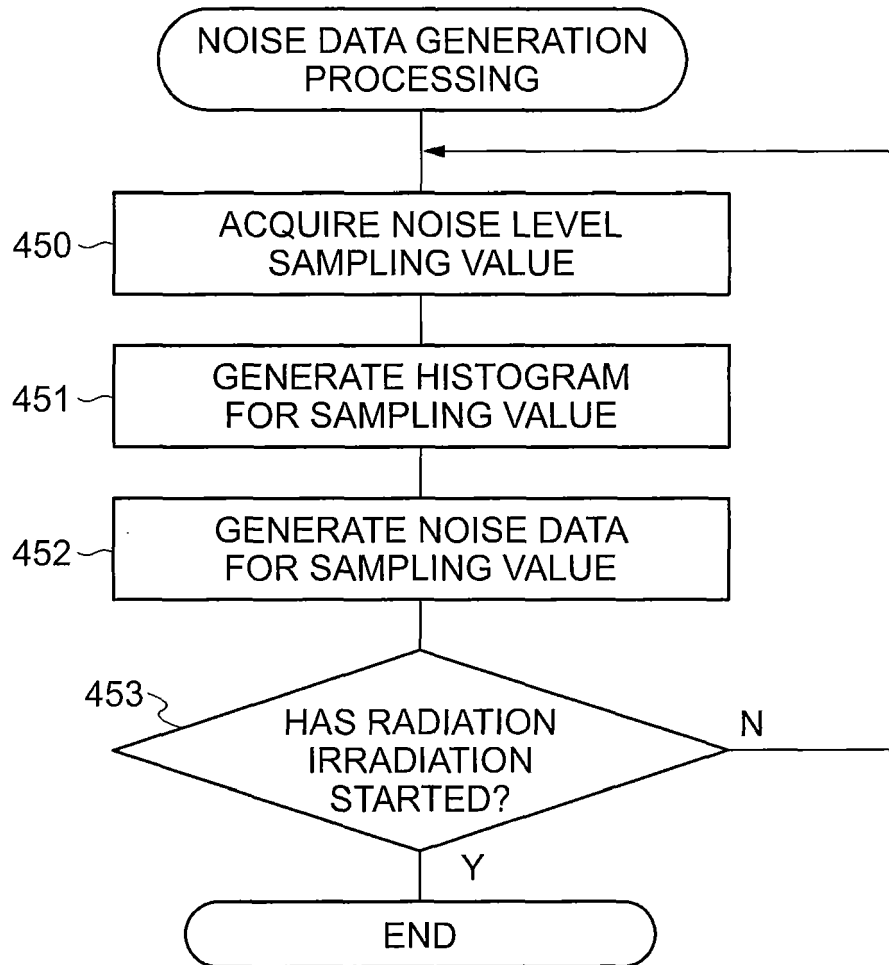 NOISE DATA GENERATION
PROCESSING
450
ACQUIRE NOISE LEVEL
SAMPLING VALUE
451
GENERATE HISTOGRAM
FOR SAMPLING VALUE
452
GENERATE NOISE DATA
FOR SAMPLING VALUE
453
HAS RADIATION
IRRADIATION
STARTED?
N
Y
END